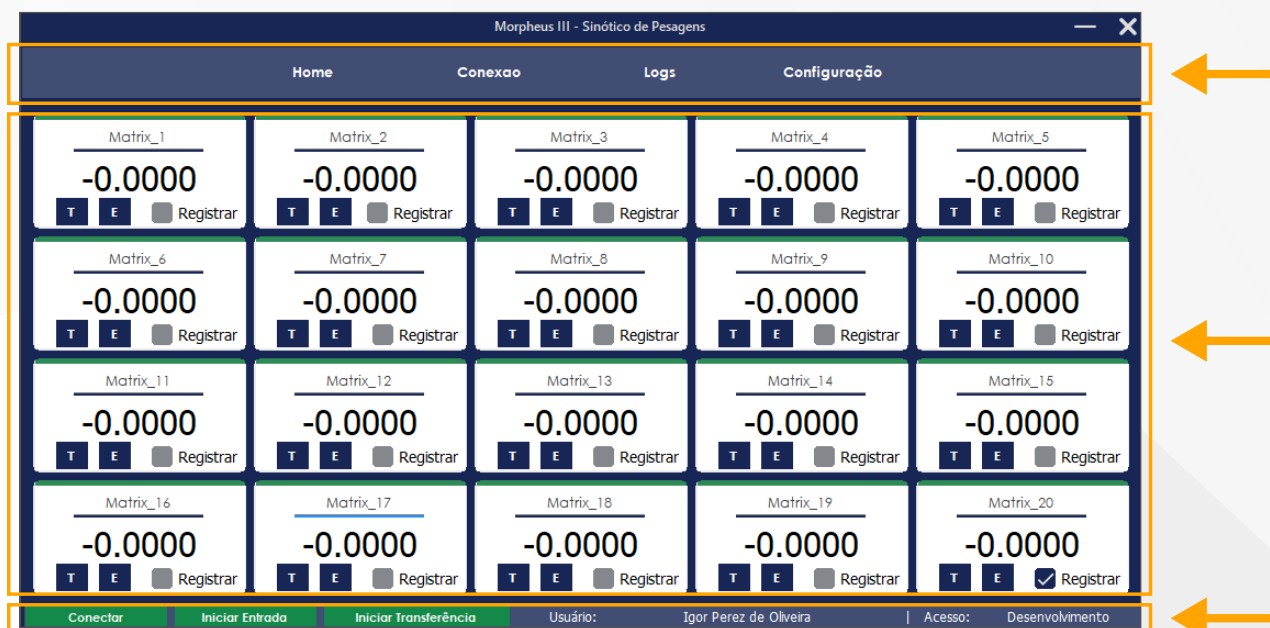 Morpheus III - Sinótico de Pesagens
Home Conexao Logs Configuração
Matrix_1 Matrix_2 Matrix_3 Matrix_4 Matrix_5
-0.0000 -0.0000 -0.0000 -0.0000 -0.0000
T E Registrar T E Registrar T E Registrar T E Registrar T E Registrar
Matrix_6 Matrix_7 Matrix_8 Matrix_9 Matrix_10
-0.0000 -0.0000 -0.0000 -0.0000 -0.0000
T E Registrar T E Registrar T E Registrar T E Registrar T E Registrar
Matrix_11 Matrix_12 Matrix_13 Matrix_14 Matrix_15
-0.0000 -0.0000 -0.0000 -0.0000 -0.0000
T E Registrar T E Registrar T E Registrar T E Registrar T E Registrar
Matrix_16 Matrix_17 Matrix_18 Matrix_19 Matrix_20
-0.0000 -0.0000 -0.0000 -0.0000 -0.0000
T E Registrar T E Registrar T E Registrar T E Registrar T E Registrar
Conectar Iniciar Entrada Iniciar Transferência Usuário: Igor Perez de Oliveira | Acesso: Desenvolvimento